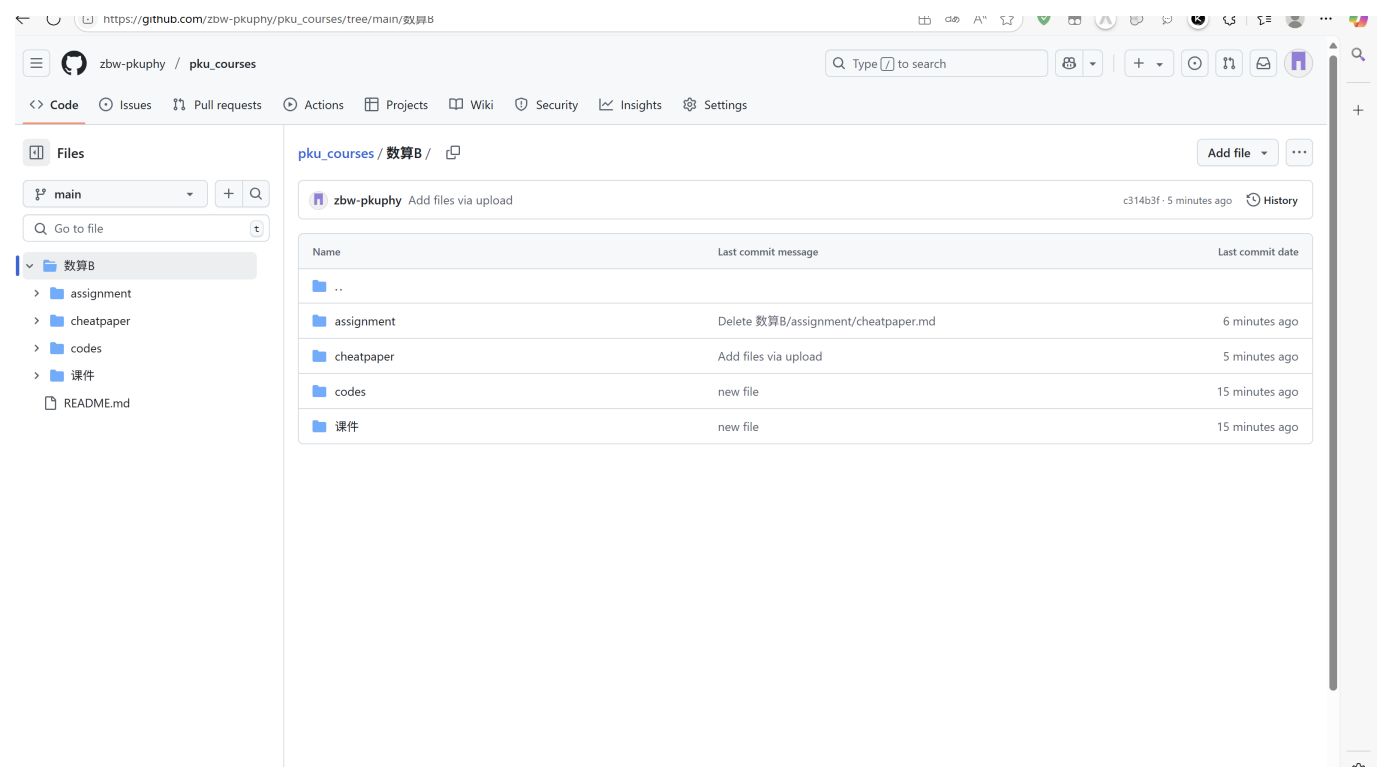 https://github.com/zbw-pkuphy/pku_courses/tree/main/数算B
zbw-pkuphy / pku_courses
Type / to search
Code Issues Pull requests Actions Projects Wiki Security Insights Settings
Files
pku_courses / 数算B /
Add file
main
zbw-pkuphy Add files via upload
c314b3f · 5 minutes ago
History
Go to file
t
Name Last commit message Last commit date
数算B
..
assignment
assignment Delete 数算B/assignment/cheatpaper.md 6 minutes ago
cheatpaper
cheatpaper Add files via upload 5 minutes ago
codes
codes new file 15 minutes ago
课件
课件 new file 15 minutes ago
README.md